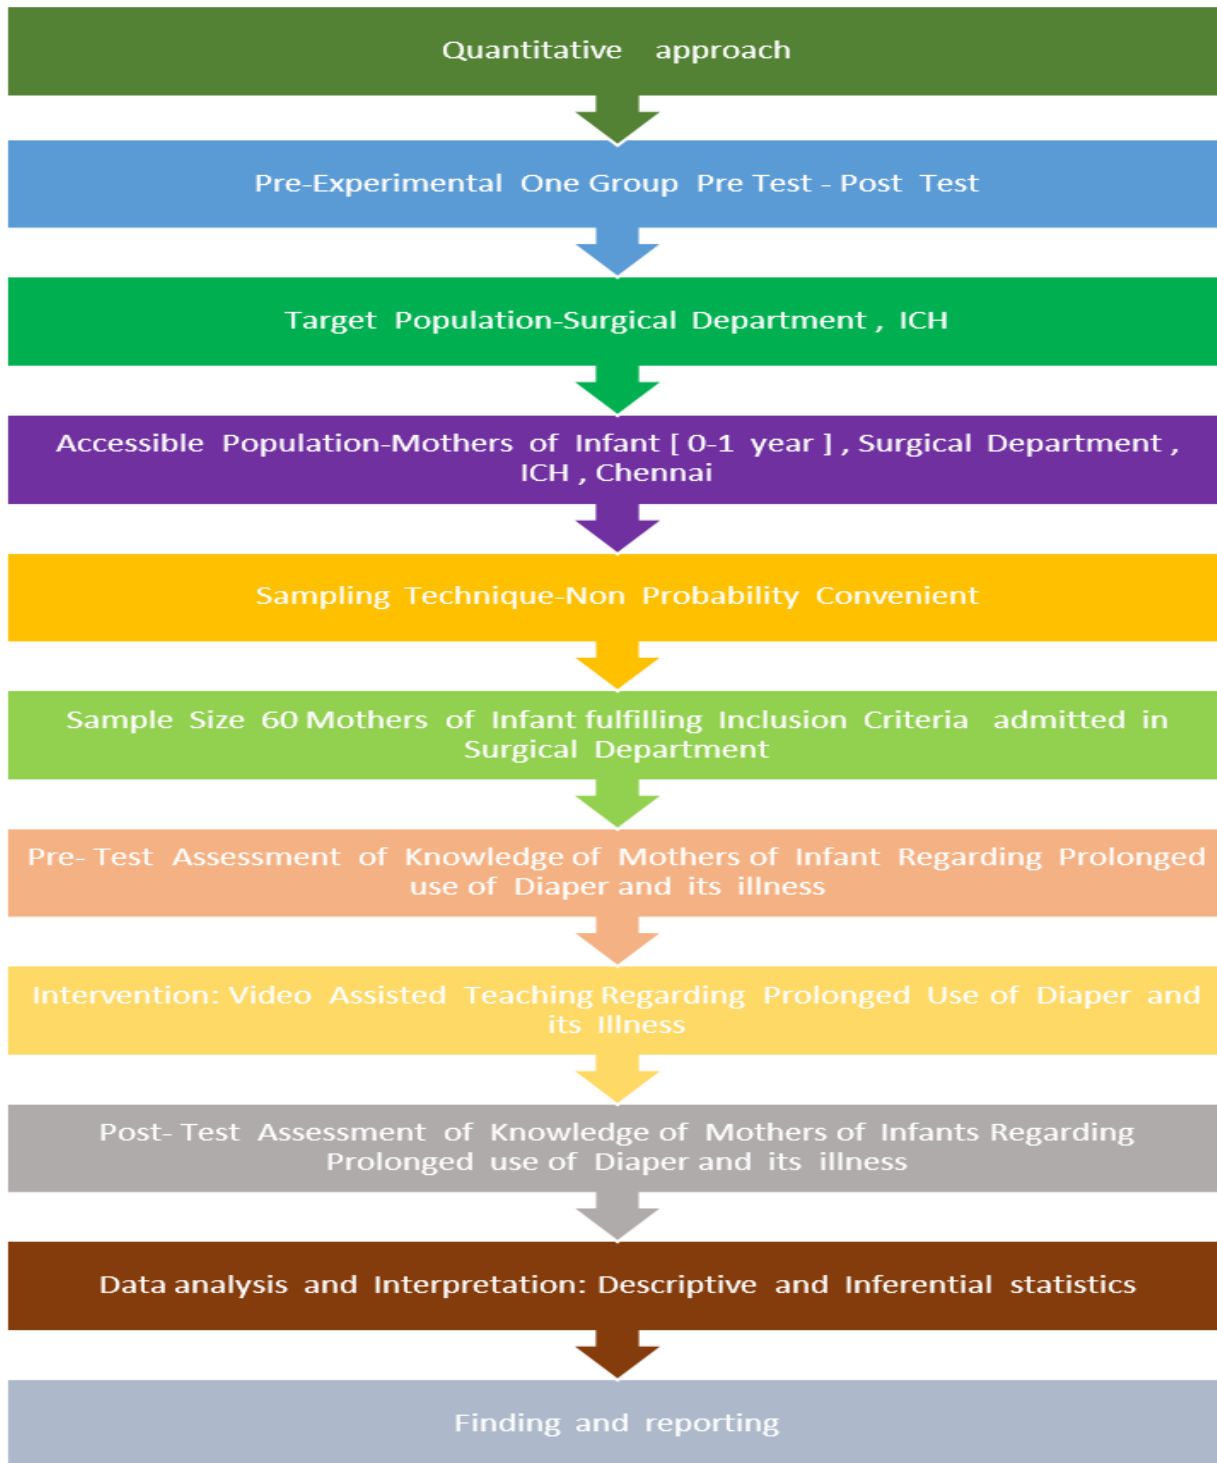 Quantitative approach
Pre-Experimental One Group Pre Test - Post Test
Target Population-Surgical Department , ICH
Accessible Population-Mothers of Infant [ 0-1 year ] , Surgical Department ,
ICH , Chennai
Sampling Technique-Non Probability Convenient
Sample Size 60 Mothers of Infant fulfilling Inclusion Criteria admitted in
Surgical Department
Pre- Test Assessment of Knowledge of Mothers of Infant Regarding Prolonged
use of Diaper and its illness
Intervention: Video Assisted Teaching Regarding Prolonged Use of Diaper and
its Illness
Post- Test Assessment of Knowledge of Mothers of Infants Regarding
Prolonged use of Diaper and its illness
Data analysis and Interpretation: Descriptive and Inferential statistics
Finding and reporting